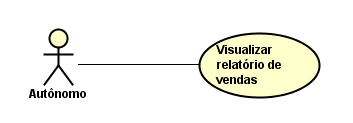 Visualizar
relatório de
vendas
Autônomo